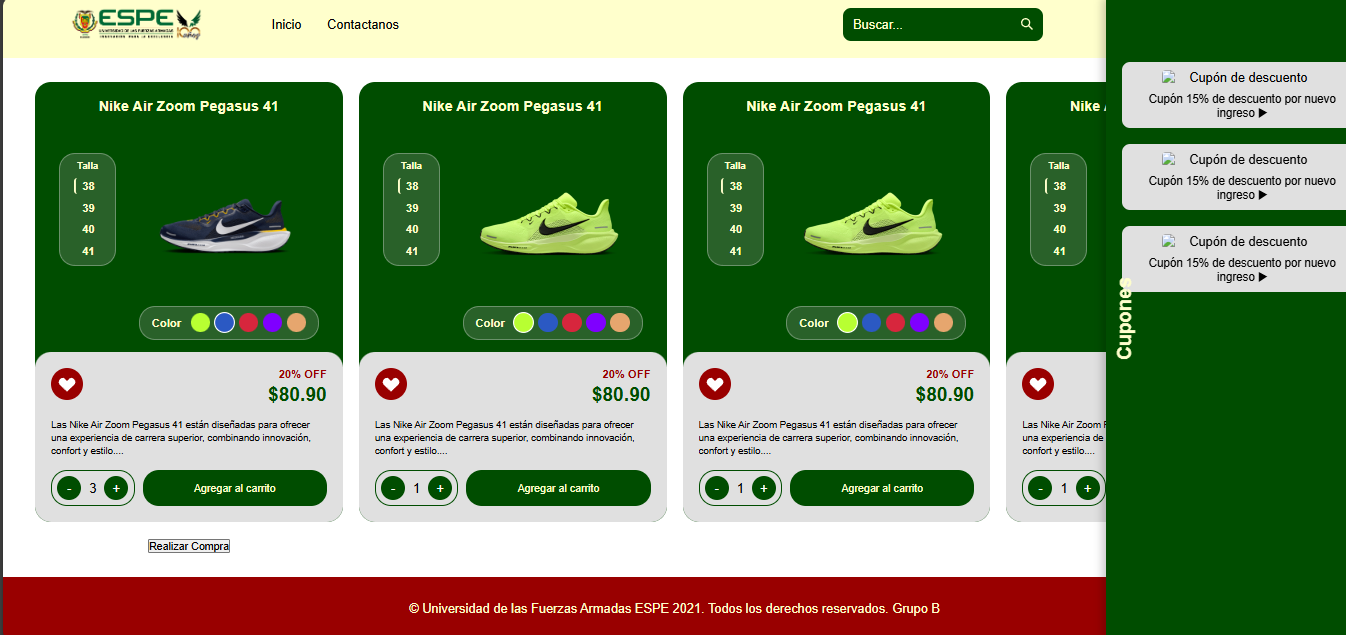 ESPE
UNIVERSIDAD DE LAS FUERZAS ARMADAS
INNOVACIÓN PARA LA EXCELENCIA
Inicio
Contactanos
Buscar...
Nike Air Zoom Pegasus 41
Talla
38
39
40
41
Color
20% OFF
$80.90
Las Nike Air Zoom Pegasus 41 están diseñadas para ofrecer
una experiencia de carrera superior, combinando innovación,
confort y estilo....
- 3 +
Agregar al carrito
Nike Air Zoom Pegasus 41
Talla
38
39
40
41
Color
20% OFF
$80.90
Las Nike Air Zoom Pegasus 41 están diseñadas para ofrecer
una experiencia de carrera superior, combinando innovación,
confort y estilo....
- 1 +
Agregar al carrito
Nike Air Zoom Pegasus 41
Talla
38
39
40
41
Color
20% OFF
$80.90
Las Nike Air Zoom Pegasus 41 están diseñadas para ofrecer
una experiencia de carrera superior, combinando innovación,
confort y estilo....
- 1 +
Agregar al carrito
Nike
Talla
38
39
40
41
Las Nike Air Zoom
una experiencia de
confort y estilo....
- 1 +
Cupón de descuento
Cupón 15% de descuento por nuevo
ingreso ▶
Cupón de descuento
Cupón 15% de descuento por nuevo
ingreso ▶
Cupón de descuento
Cupón 15% de descuento por nuevo
ingreso ▶
Cupones
Realizar Compra
© Universidad de las Fuerzas Armadas ESPE 2021. Todos los derechos reservados. Grupo B